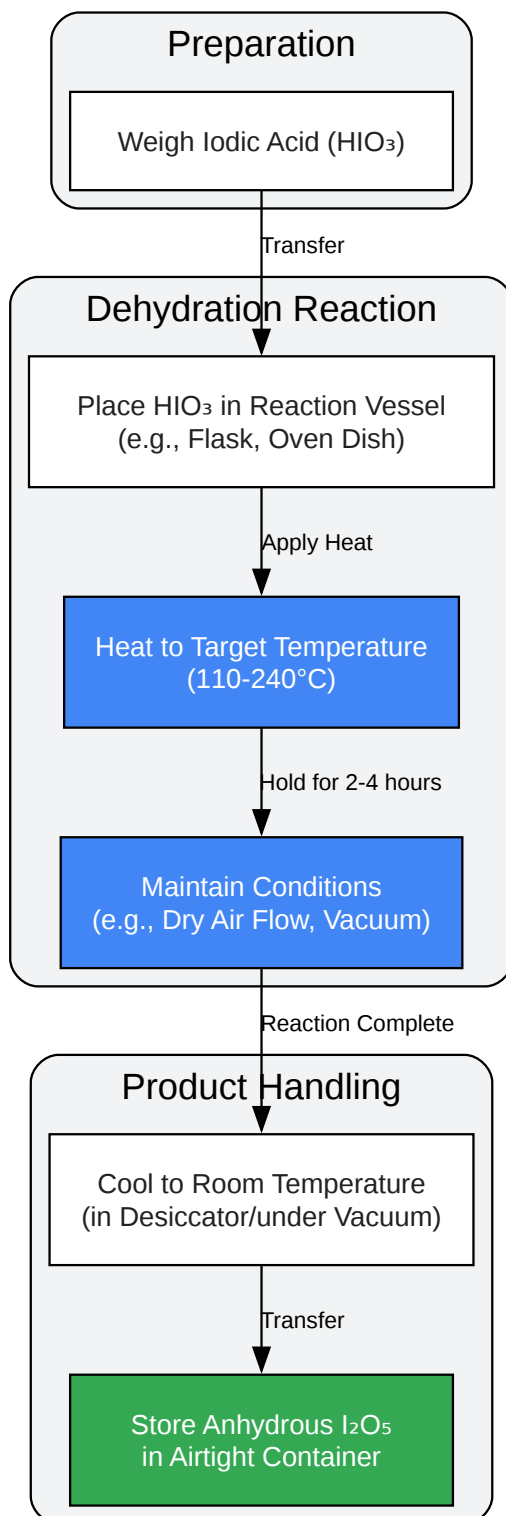 Preparation
Weigh Iodic Acid (HIO₃)
Transfer
Dehydration Reaction
Place HIO₃ in Reaction Vessel
(e.g., Flask, Oven Dish)
Apply Heat
Heat to Target Temperature
(110-240°C)
Hold for 2-4 hours
Maintain Conditions
(e.g., Dry Air Flow, Vacuum)
Reaction Complete
Product Handling
Cool to Room Temperature
(in Desiccator/under Vacuum)
Transfer
Store Anhydrous I₂O₅
in Airtight Container